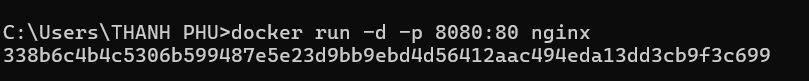 C:\Users\THANH PHU>docker run -d -p 8080:80 nginx
338b6c4b4c5306b599487e5e23d9bb9ebd4d56412aac494eda13dd3cb9f3c699